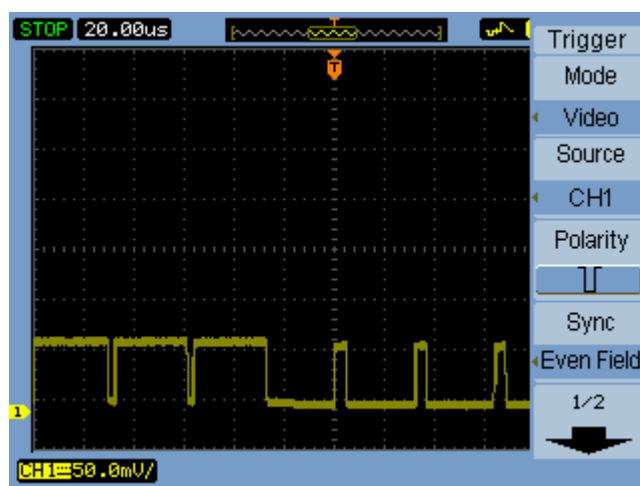 STOP 20.00us
T
Trigger
Mode
Video
Source
CH1
Polarity
Sync
Even Field
1/2
1
CH1 50.0mV/